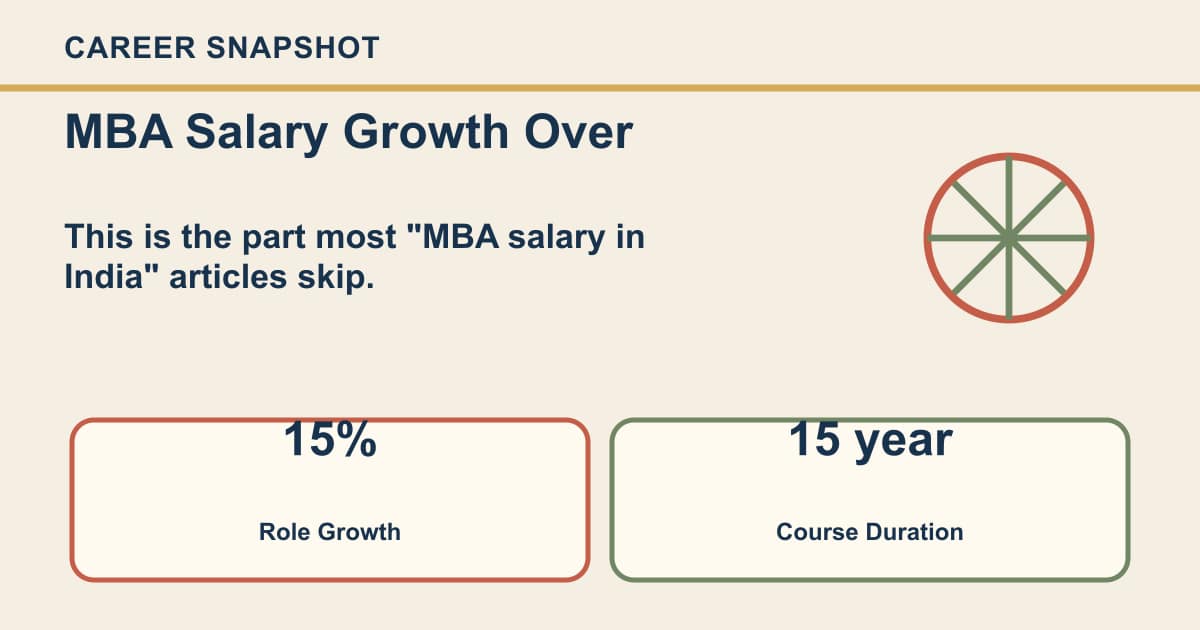 CAREER SNAPSHOT
MBA Salary Growth Over
This is the part most "MBA salary in
India" articles skip.
15%
Role Growth
15 year
Course Duration